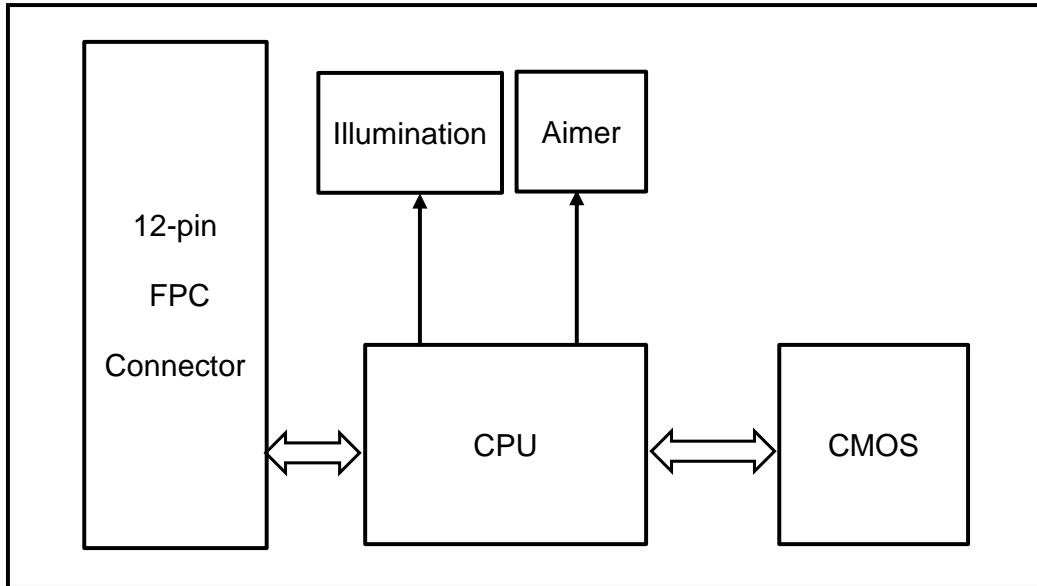 12-pin
FPC
Connector
Illumination
Aimer
CPU
CMOS